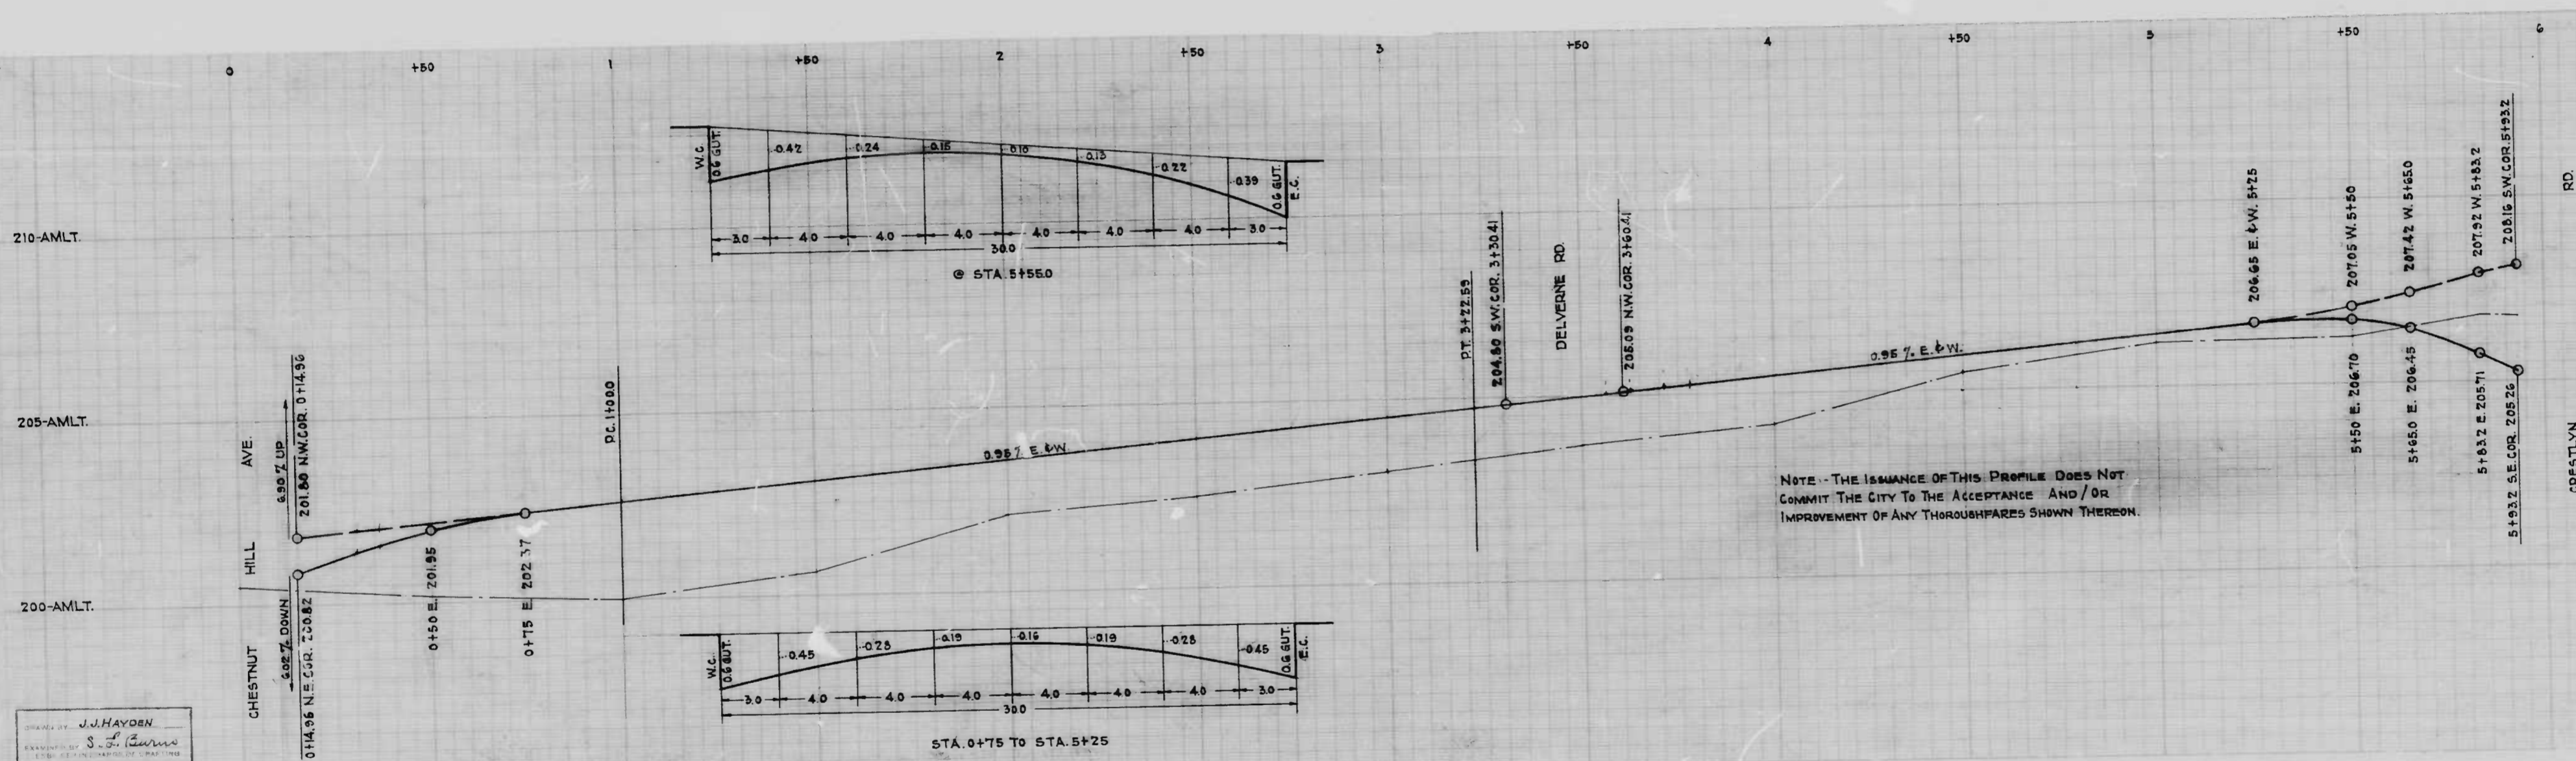 0
+50
1
+50
2
+50
3
+50
4
+50
5
+50
6
210-AMLT.
205-AMLT.
200-AMLT.
W.C.
0.6 GUT.
0.42
0.24
0.15
0.10
0.13
0.22
0.39
0.6 GUT.
E.C.
3.0 4.0 4.0 4.0 4.0 4.0 4.0 3.0
30.0
@ STA. 5+55.0
CHESTNUT HILL AVE.
6.90% UP
201.80 N.W.COR. 0+14.96
6.02% DOWN
0+14.96 N.E.COR. 200.82
0+50 E. 201.95
0+75 E. 202.37
P.C. 1+00.0
0.95% E.&W.
P.T. 3+22.59
204.80 S.W.COR. 3+30.41
DELVERNE RD.
205.09 N.W.COR. 3+60.41
0.95% E.&W.
206.65 E.&W. 5+25
207.05 W. 5+50
207.42 W. 5+65.0
207.92 W. 5+83.2
208.16 S.W.COR. 5+93.2
5+50 E. 206.70
5+65.0 E. 206.45
5+83.2 E. 205.71
5+93.2 S.E.COR. 205.26
RD.
NOTE - THE ISSUANCE OF THIS PROFILE DOES NOT
COMMIT THE CITY TO THE ACCEPTANCE AND/OR
IMPROVEMENT OF ANY THOROUGHFARES SHOWN THEREON.
W.C.
0.6 GUT.
0.45
0.28
0.19
0.16
0.19
0.28
0.45
0.6 GUT.
E.C.
3.0 4.0 4.0 4.0 4.0 4.0 4.0 3.0
30.0
STA. 0+75 TO STA. 5+25
DRAWN BY J.J. HAYDEN
EXAMINED BY S. L. Burns